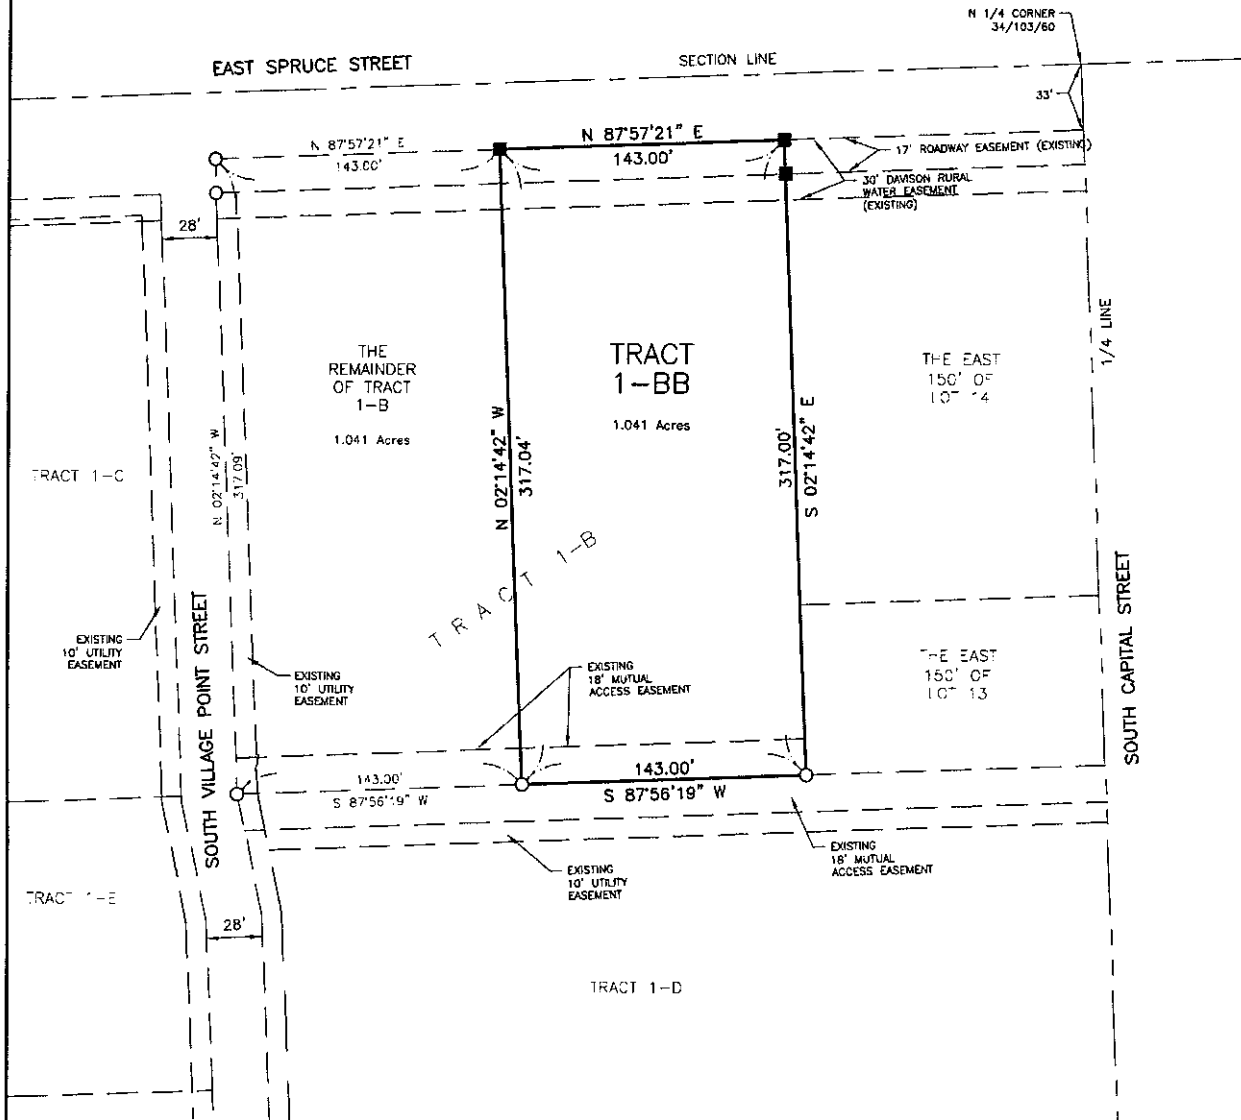 N 1/4 CORNER
34/103/60
EAST SPRUCE STREET
SECTION LINE
33'
N 87°57'21" E
143.00'
N 87°57'21" E
143.00'
17' ROADWAY EASEMENT (EXISTING)
30' DAVISON RURAL
WATER EASEMENT
(EXISTING)
28'
THE
REMAINDER
OF TRACT
1-B
1.041 Acres
TRACT
1-BB
1.041 Acres
THE EAST
150' OF
LOT 14
1/4 LINE
TRACT 1-C
N 02°14'42" W
317.09'
N 02°14'42" W
317.04'
317.00'
S 02°14'42" E
TRACT 1-B
EXISTING
10' UTILITY
EASEMENT
SOUTH VILLAGE POINT STREET
EXISTING
10' UTILITY
EASEMENT
EXISTING
18' MUTUAL
ACCESS EASEMENT
THE EAST
150' OF
LOT 13
SOUTH CAPITAL STREET
143.00'
S 87°56'19" W
143.00'
S 87°56'19" W
EXISTING
10' UTILITY
EASEMENT
EXISTING
18' MUTUAL
ACCESS EASEMENT
TRACT 1-E
28'
TRACT 1-D